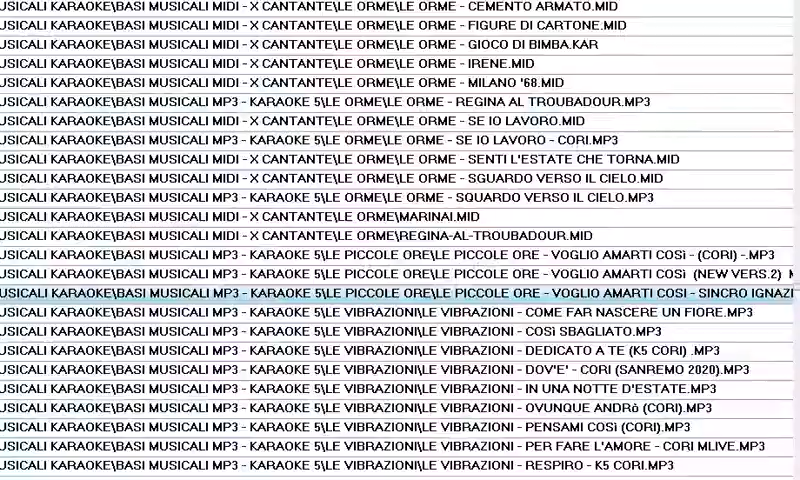 USICALI KARAOKE\BASI MUSICALI MIDI - X CANTANTE\LE ORME\LE ORME - CEMENTO ARMATO.MID
USICALI KARAOKE\BASI MUSICALI MIDI - X CANTANTE\LE ORME\LE ORME - FIGURE DI CARTONE.MID
USICALI KARAOKE\BASI MUSICALI MIDI - X CANTANTE\LE ORME\LE ORME - GIOCO DI BIMBA.KAR
USICALI KARAOKE\BASI MUSICALI MIDI - X CANTANTE\LE ORME\LE ORME - IRENE.MID
USICALI KARAOKE\BASI MUSICALI MIDI - X CANTANTE\LE ORME\LE ORME - MILANO '68.MID
USICALI KARAOKE\BASI MUSICALI MP3 - KARAOKE 5\LE ORME\LE ORME - REGINA AL TROUBADOUR.MP3
USICALI KARAOKE\BASI MUSICALI MIDI - X CANTANTE\LE ORME\LE ORME - SE IO LAVORO.MID
USICALI KARAOKE\BASI MUSICALI MP3 - KARAOKE 5\LE ORME\LE ORME - SE IO LAVORO - CORI.MP3
USICALI KARAOKE\BASI MUSICALI MIDI - X CANTANTE\LE ORME\LE ORME - SENTI L'ESTATE CHE TORNA.MID
USICALI KARAOKE\BASI MUSICALI MIDI - X CANTANTE\LE ORME\LE ORME - SGUARDO VERSO IL CIELO.MID
USICALI KARAOKE\BASI MUSICALI MP3 - KARAOKE 5\LE ORME\LE ORME - SQUARDO VERSO IL CIELO.MP3
USICALI KARAOKE\BASI MUSICALI MIDI - X CANTANTE\LE ORME\MARINAI.MID
USICALI KARAOKE\BASI MUSICALI MIDI - X CANTANTE\LE ORME\REGINA-AL-TROUBADOUR.MID
USICALI KARAOKE\BASI MUSICALI MP3 - KARAOKE 5\LE PICCOLE ORE\LE PICCOLE ORE - VOGLIO AMARTI COSì - (CORI) -.MP3
USICALI KARAOKE\BASI MUSICALI MP3 - KARAOKE 5\LE PICCOLE ORE\LE PICCOLE ORE - VOGLIO AMARTI COSì  (NEW VERS.2)  M
USICALI KARAOKE\BASI MUSICALI MP3 - KARAOKE 5\LE PICCOLE ORE\LE PICCOLE ORE - VOGLIO AMARTI COSI - SINCRO IGNAZI
USICALI KARAOKE\BASI MUSICALI MP3 - KARAOKE 5\LE VIBRAZIONI\LE VIBRAZIONI - COME FAR NASCERE UN FIORE.MP3
USICALI KARAOKE\BASI MUSICALI MP3 - KARAOKE 5\LE VIBRAZIONI\LE VIBRAZIONI - COSì SBAGLIATO.MP3
USICALI KARAOKE\BASI MUSICALI MP3 - KARAOKE 5\LE VIBRAZIONI\LE VIBRAZIONI - DEDICATO A TE (K5 CORI) .MP3
USICALI KARAOKE\BASI MUSICALI MP3 - KARAOKE 5\LE VIBRAZIONI\LE VIBRAZIONI - DOV'E' - CORI (SANREMO 2020).MP3
USICALI KARAOKE\BASI MUSICALI MP3 - KARAOKE 5\LE VIBRAZIONI\LE VIBRAZIONI - IN UNA NOTTE D'ESTATE.MP3
USICALI KARAOKE\BASI MUSICALI MP3 - KARAOKE 5\LE VIBRAZIONI\LE VIBRAZIONI - OVUNQUE ANDRò (CORI).MP3
USICALI KARAOKE\BASI MUSICALI MP3 - KARAOKE 5\LE VIBRAZIONI\LE VIBRAZIONI - PENSAMI COSì (CORI).MP3
USICALI KARAOKE\BASI MUSICALI MP3 - KARAOKE 5\LE VIBRAZIONI\LE VIBRAZIONI - PER FARE L'AMORE - CORI MLIVE.MP3
USICALI KARAOKE\BASI MUSICALI MP3 - KARAOKE 5\LE VIBRAZIONI\LE VIBRAZIONI - RESPIRO - K5 CORI.MP3